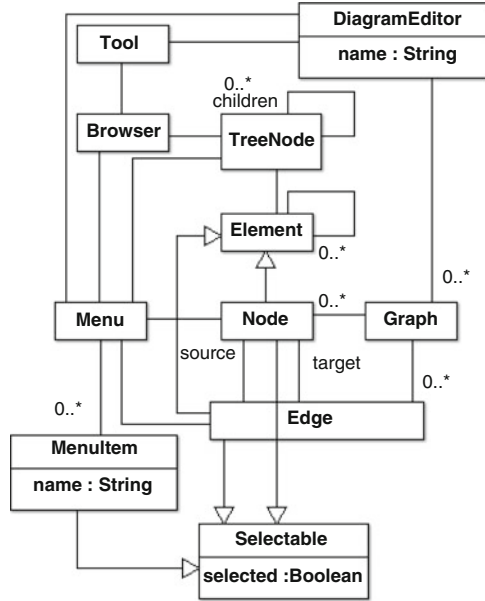 DiagramEditor
Tool
name : String
0..*
children
Browser
TreeNode
Element
0..*
0..*
0..*
Menu
Node
Graph
source
target
0..*
0..*
Edge
MenuItem
name : String
Selectable
selected :Boolean